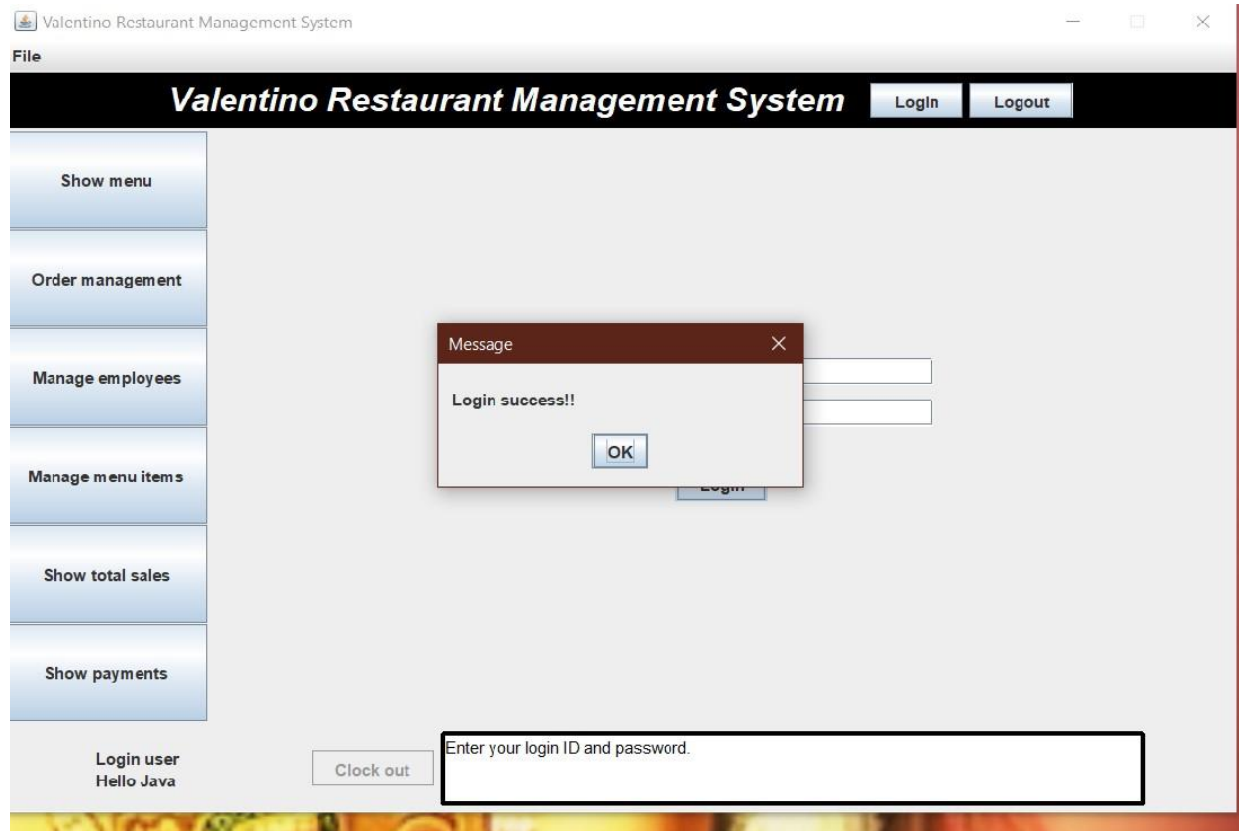 Valentino Restaurant Management System
File
Valentino Restaurant Management System
Login
Logout
Show menu
Order management
Manage employees
Manage menu items
Show total sales
Show payments
Message
Login success!!
OK
Login
Login user
Hello Java
Clock out
Enter your login ID and password.